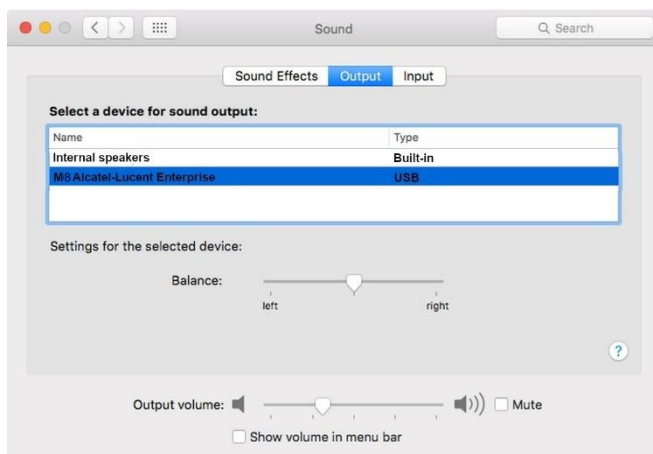 Sound
Search
Sound Effects Output Input
Select a device for sound output:
Name Type
Internal speakers Built-in
M8 Alcatel-Lucent Enterprise USB
Settings for the selected device:
Balance:
left right
?
Output volume: Mute
Show volume in menu bar